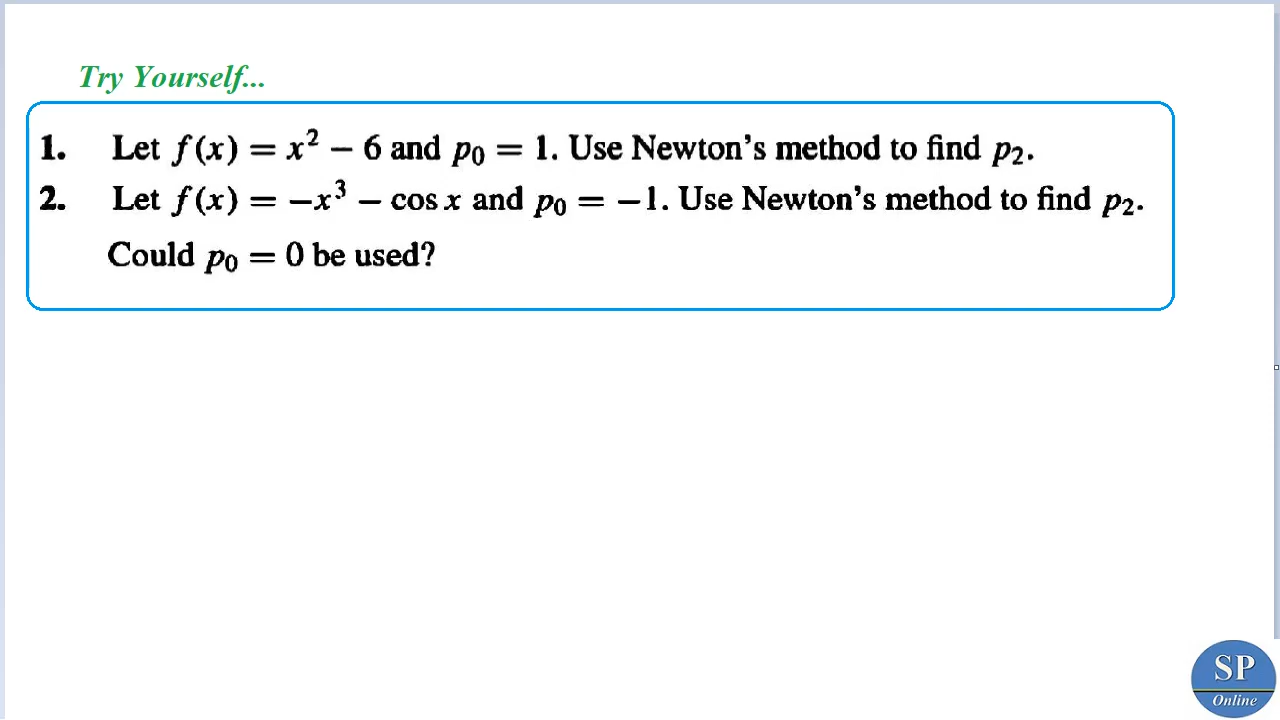 Try Yourself...
1. Let f(x) = x² − 6 and p₀ = 1. Use Newton's method to find p₂.
2. Let f(x) = −x³ − cos x and p₀ = −1. Use Newton's method to find p₂.
Could p₀ = 0 be used?
SP
Online